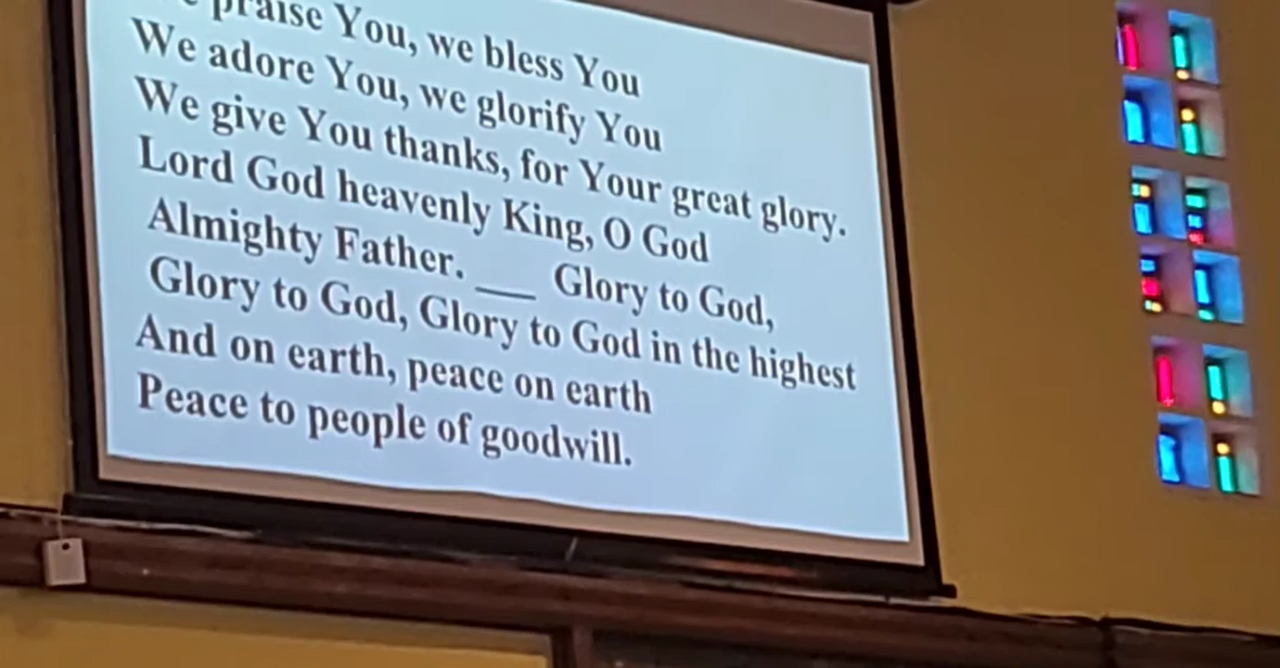 praise You, we bless You
We adore You, we glorify You
We give You thanks, for Your great glory.
Lord God heavenly King, O God
Almighty Father. ___ Glory to God,
Glory to God, Glory to God in the highest
And on earth, peace on earth
Peace to people of goodwill.